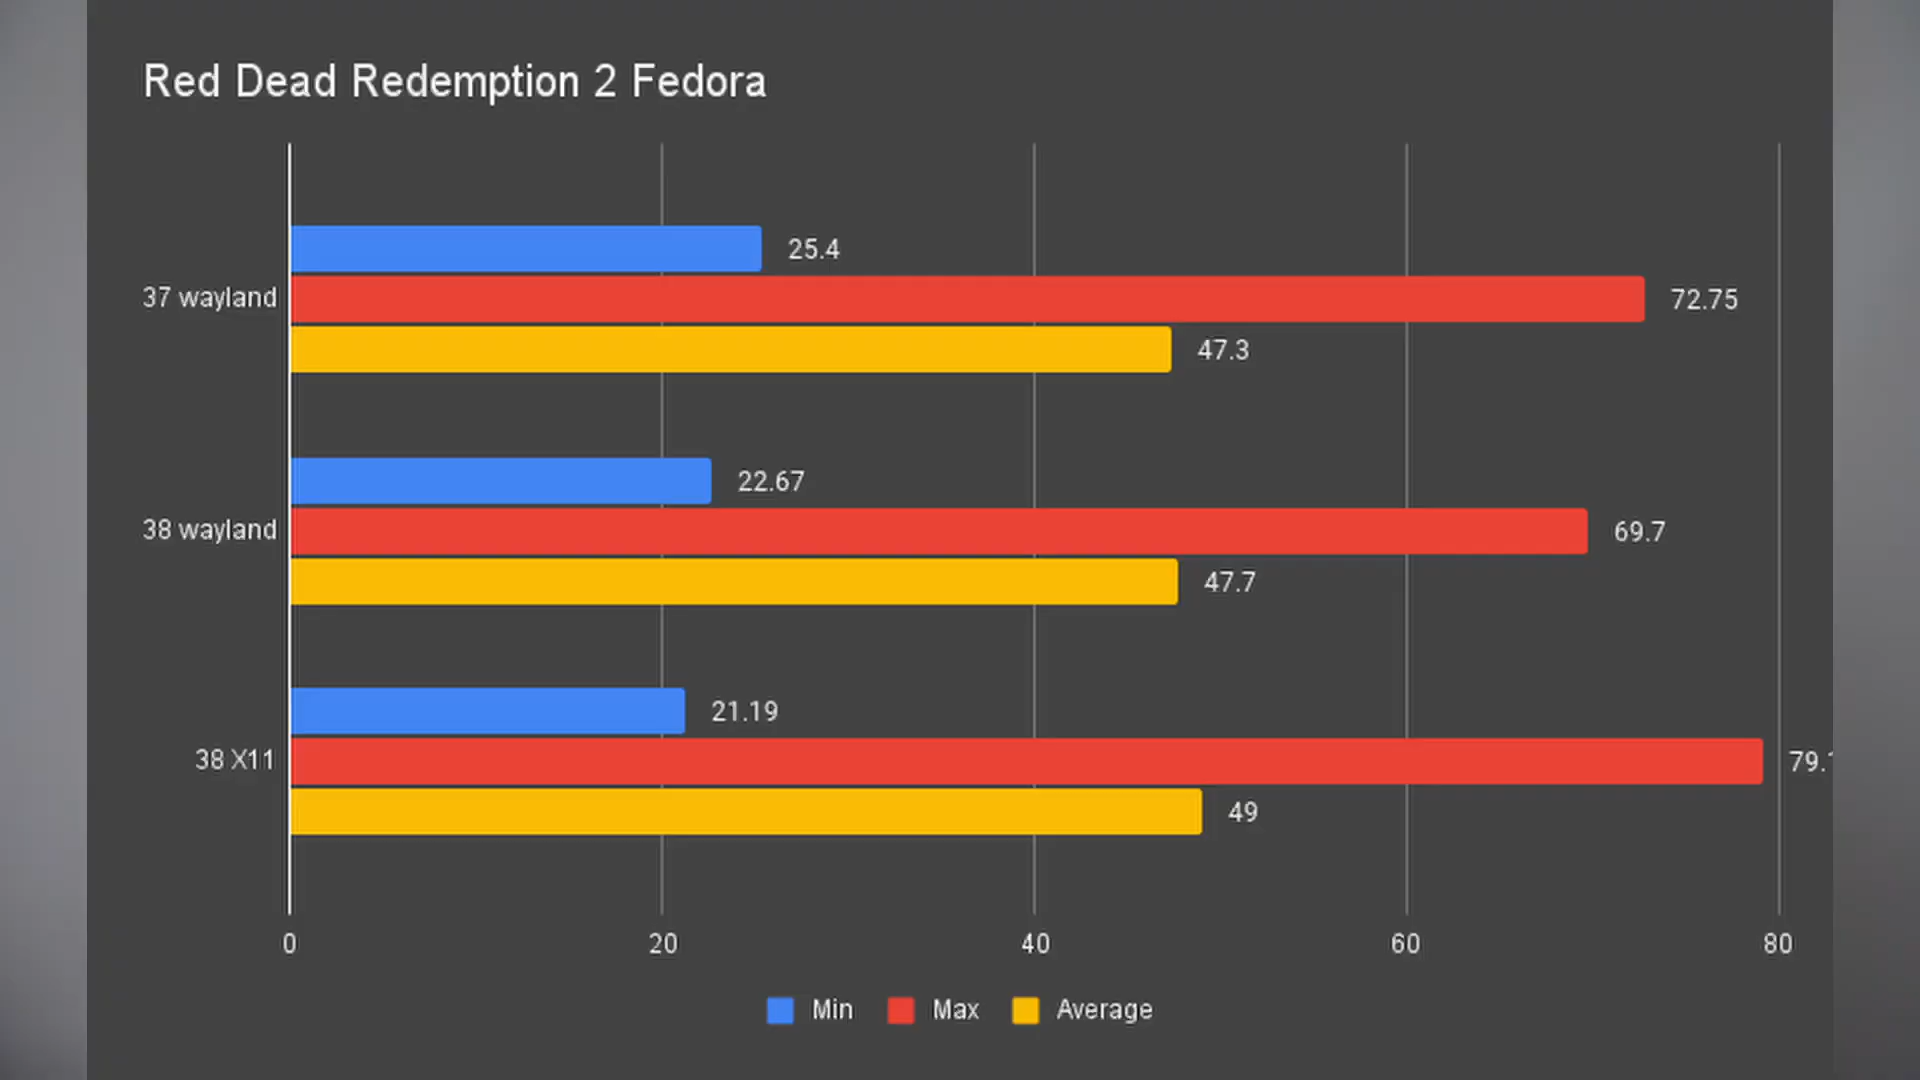 Red Dead Redemption 2 Fedora
25.4
37 wayland
72.75
47.3
22.67
38 wayland
69.7
47.7
21.19
38 X11
79.
49
0 20 40 60 80
Min Max Average